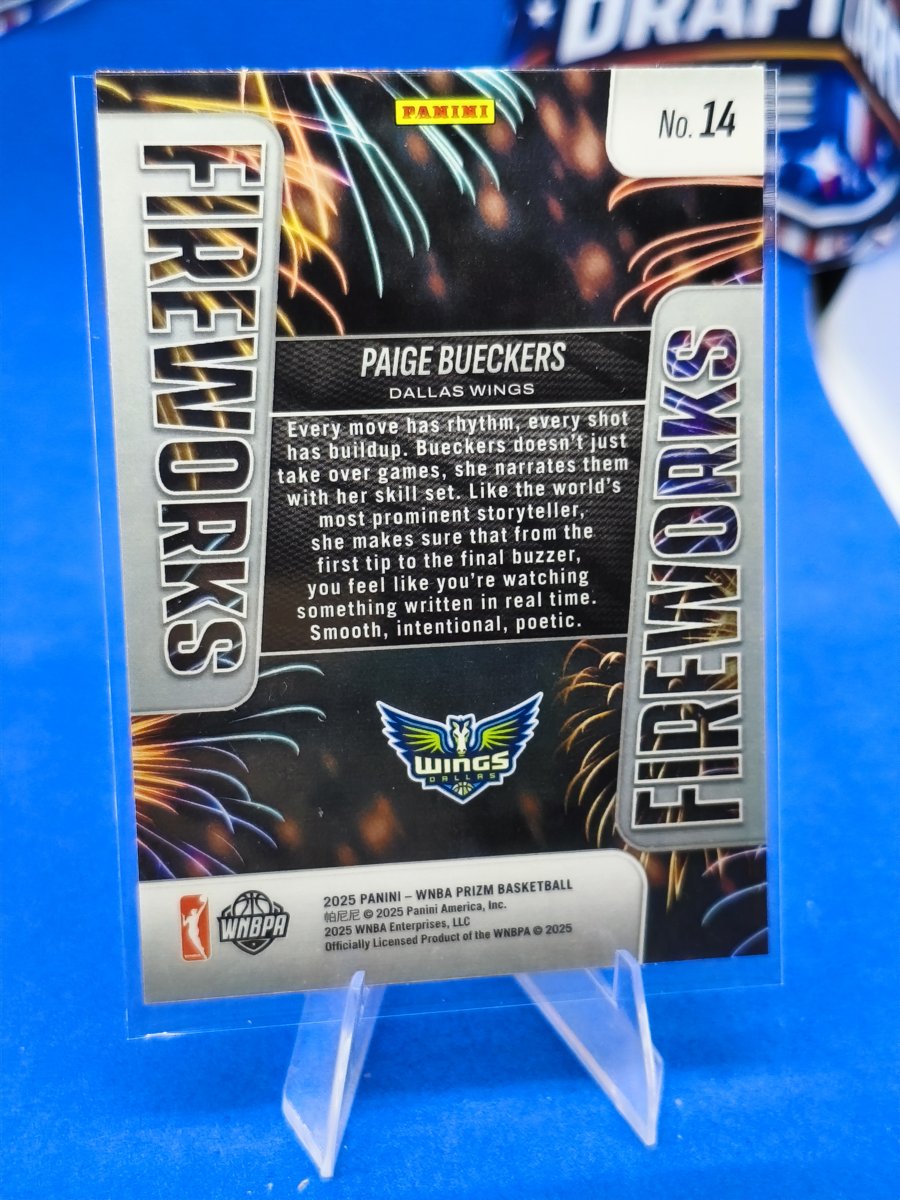 DRAFT
PANINI
No. 14
FIREWORKS
PAIGE BUECKERS
DALLAS WINGS
Every move has rhythm, every shot
has buildup. Bueckers doesn't just
take over games, she narrates them
with her skill set. Like the world's
most prominent storyteller,
she makes sure that from the
first tip to the final buzzer,
you feel like you're watching
something written in real time.
Smooth, intentional, poetic.
FIREWORKS
WINGS
DALLAS
WNBPA
2025 PANINI – WNBA PRIZM BASKETBALL
帕尼尼 © 2025 Panini America, Inc.
2025 WNBA Enterprises, LLC
Officially Licensed Product of the WNBPA © 2025